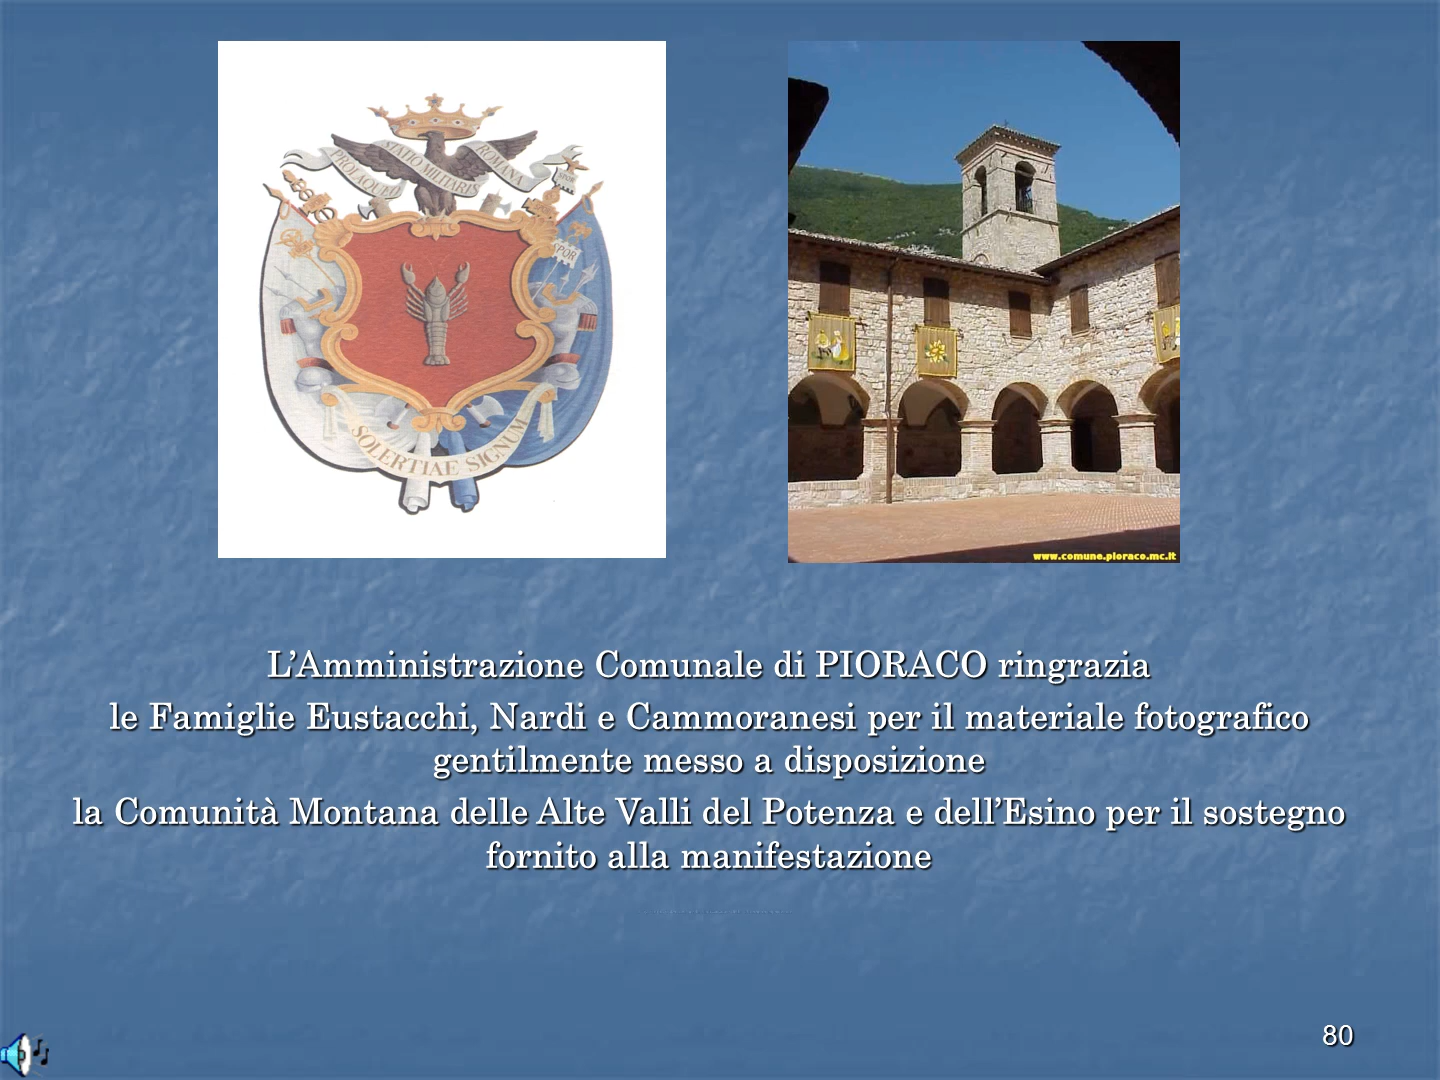 PROLAQUEO STATIO MILITARIS ROMANA
SPQR
SPQR
SOLERTIAE SIGNUM
www.comune.pioraco.mc.it
L’Amministrazione Comunale di PIORACO ringrazia
le Famiglie Eustacchi, Nardi e Cammoranesi per il materiale fotografico
gentilmente messo a disposizione
la Comunità Montana delle Alte Valli del Potenza e dell’Esino per il sostegno
fornito alla manifestazione
80